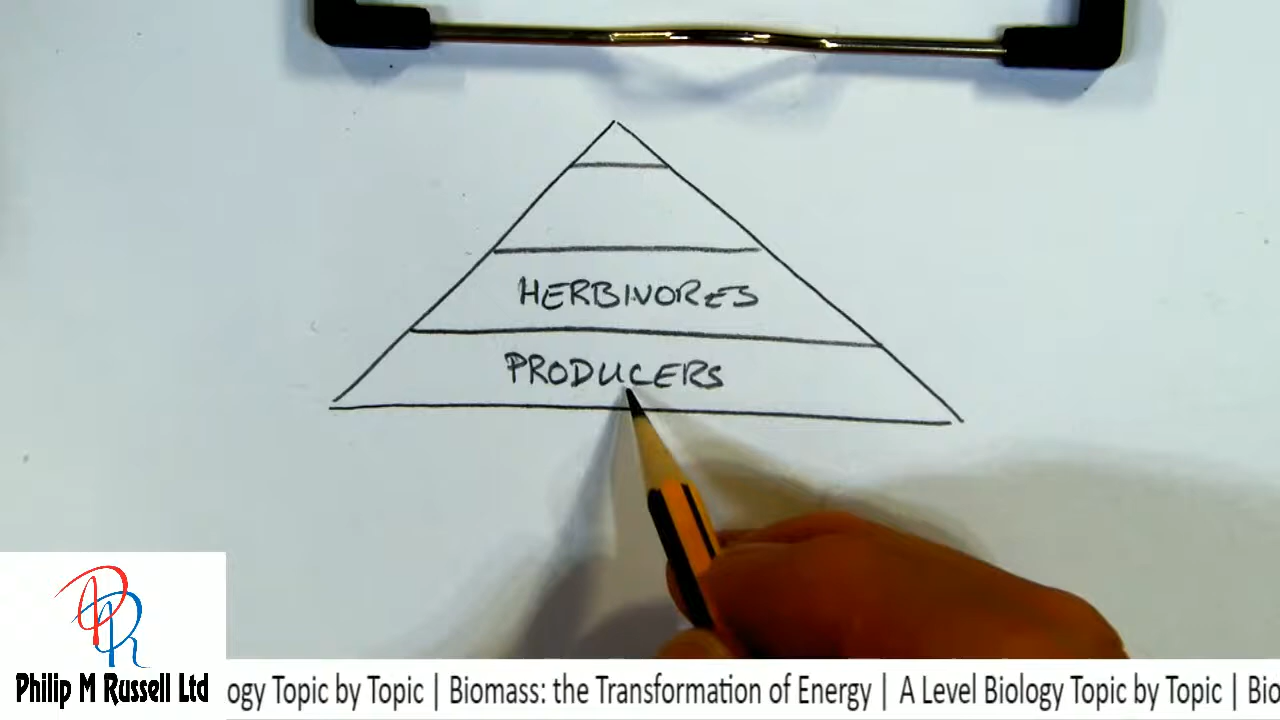 HERBIVORES
PRODUCERS
Philip M Russell Ltd
ogy Topic by Topic | Biomass: the Transformation of Energy | A Level Biology Topic by Topic | Bio